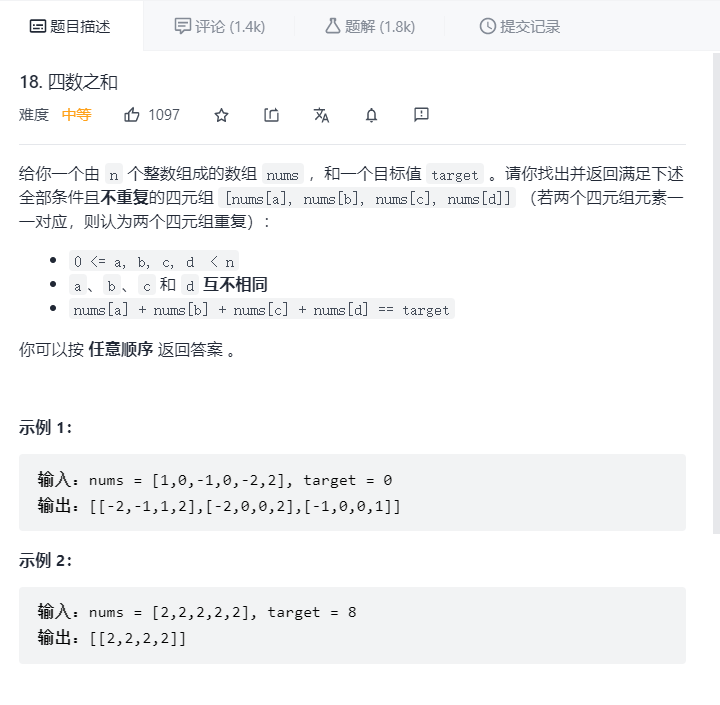 题目描述 评论 (1.4k) 题解 (1.8k) 提交记录
18. 四数之和
难度 中等 1097
给你一个由 n 个整数组成的数组 nums ，和一个目标值 target 。请你找出并返回满足下述
全部条件且不重复的四元组 [nums[a], nums[b], nums[c], nums[d]] （若两个四元组元素一
一对应，则认为两个四元组重复）：
0 <= a, b, c, d < n
a、b、c 和 d 互不相同
nums[a] + nums[b] + nums[c] + nums[d] == target
你可以按 任意顺序 返回答案 。
示例 1：
输入：nums = [1,0,-1,0,-2,2], target = 0
输出：[[-2,-1,1,2],[-2,0,0,2],[-1,0,0,1]]
示例 2：
输入：nums = [2,2,2,2,2], target = 8
输出：[[2,2,2,2]]